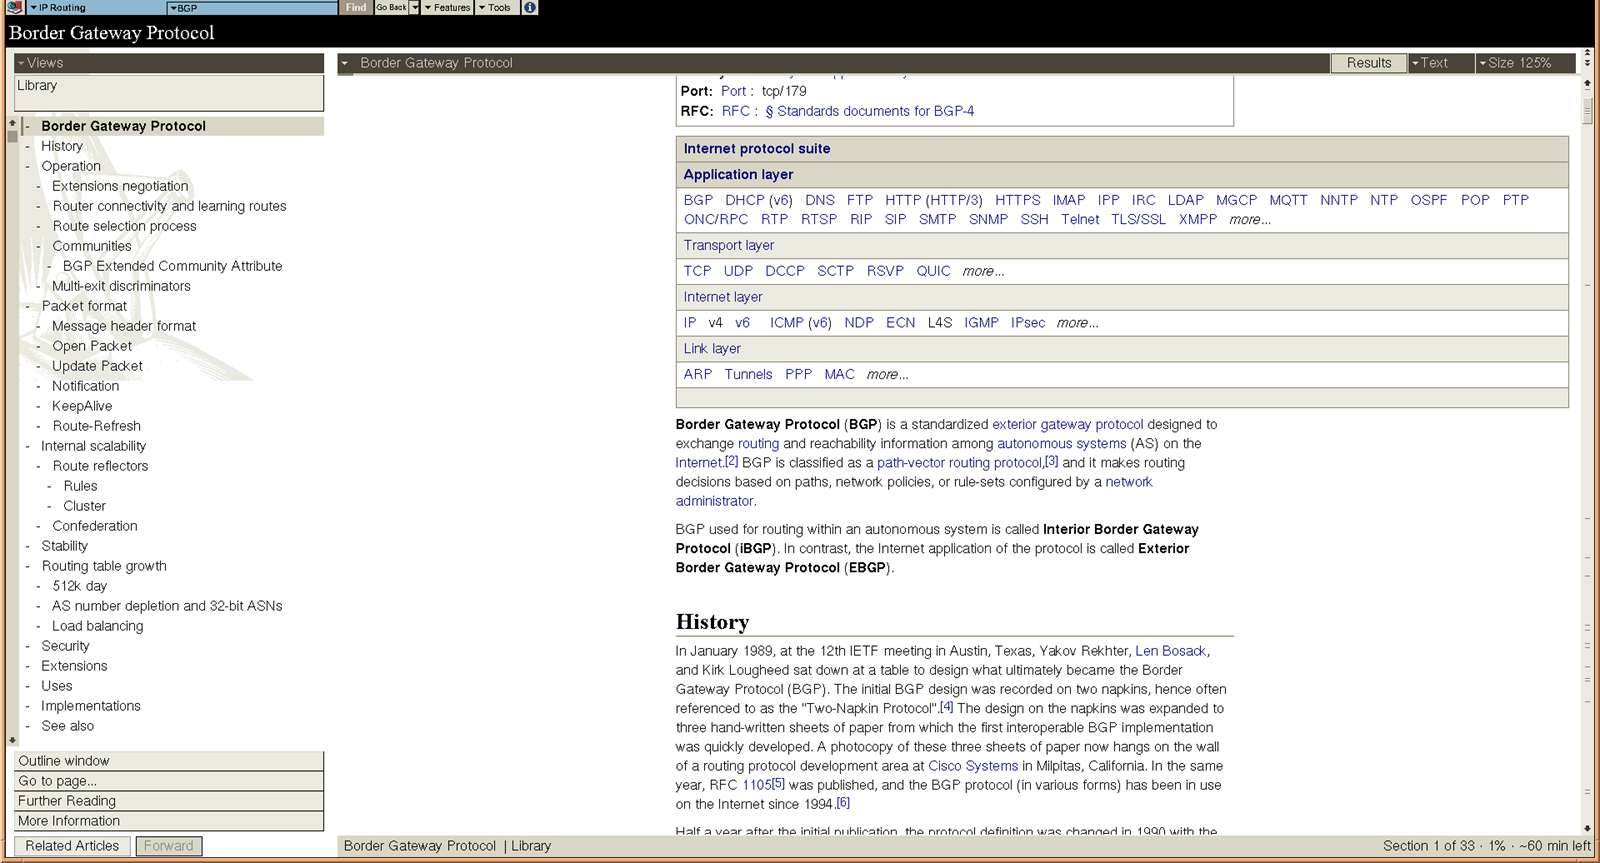 IP Routing
BGP
Find
Go Back
Features
Tools
Border Gateway Protocol
Views
Library
Border Gateway Protocol
Results
Text
Size 125%
- Border Gateway Protocol
- History
- Operation
- Extensions negotiation
- Router connectivity and learning routes
- Route selection process
- Communities
- BGP Extended Community Attribute
- Multi-exit discriminators
- Packet format
- Message header format
- Open Packet
- Update Packet
- Notification
- KeepAlive
- Route-Refresh
- Internal scalability
- Route reflectors
- Rules
- Cluster
- Confederation
- Stability
- Routing table growth
- 512k day
- AS number depletion and 32-bit ASNs
- Load balancing
- Security
- Extensions
- Uses
- Implementations
- See also
Outline window
Go to page...
Further Reading
More Information
Related Articles
Forward
Port: Port : tcp/179
RFC: RFC : § Standards documents for BGP-4
Internet protocol suite
Application layer
BGP DHCP (v6) DNS FTP HTTP (HTTP/3) HTTPS IMAP IPP IRC LDAP MGCP MQTT NNTP NTP OSPF POP PTP
ONC/RPC RTP RTSP RIP SIP SMTP SNMP SSH Telnet TLS/SSL XMPP more...
Transport layer
TCP UDP DCCP SCTP RSVP QUIC more...
Internet layer
IP v4 v6 ICMP (v6) NDP ECN L4S IGMP IPsec more...
Link layer
ARP Tunnels PPP MAC more...
Border Gateway Protocol (BGP) is a standardized exterior gateway protocol designed to
exchange routing and reachability information among autonomous systems (AS) on the
Internet.[2] BGP is classified as a path-vector routing protocol,[3] and it makes routing
decisions based on paths, network policies, or rule-sets configured by a network
administrator.
BGP used for routing within an autonomous system is called Interior Border Gateway
Protocol (iBGP). In contrast, the Internet application of the protocol is called Exterior
Border Gateway Protocol (EBGP).
History
In January 1989, at the 12th IETF meeting in Austin, Texas, Yakov Rekhter, Len Bosack,
and Kirk Lougheed sat down at a table to design what ultimately became the Border
Gateway Protocol (BGP). The initial BGP design was recorded on two napkins, hence often
referenced to as the "Two-Napkin Protocol".[4] The design on the napkins was expanded to
three hand-written sheets of paper from which the first interoperable BGP implementation
was quickly developed. A photocopy of these three sheets of paper now hangs on the wall
of a routing protocol development area at Cisco Systems in Milpitas, California. In the same
year, RFC 1105[5] was published, and the BGP protocol (in various forms) has been in use
on the Internet since 1994.[6]
Half a year after the initial publication, the protocol definition was changed in 1990 with the
Border Gateway Protocol | Library
Section 1 of 33 · 1% · ~60 min left